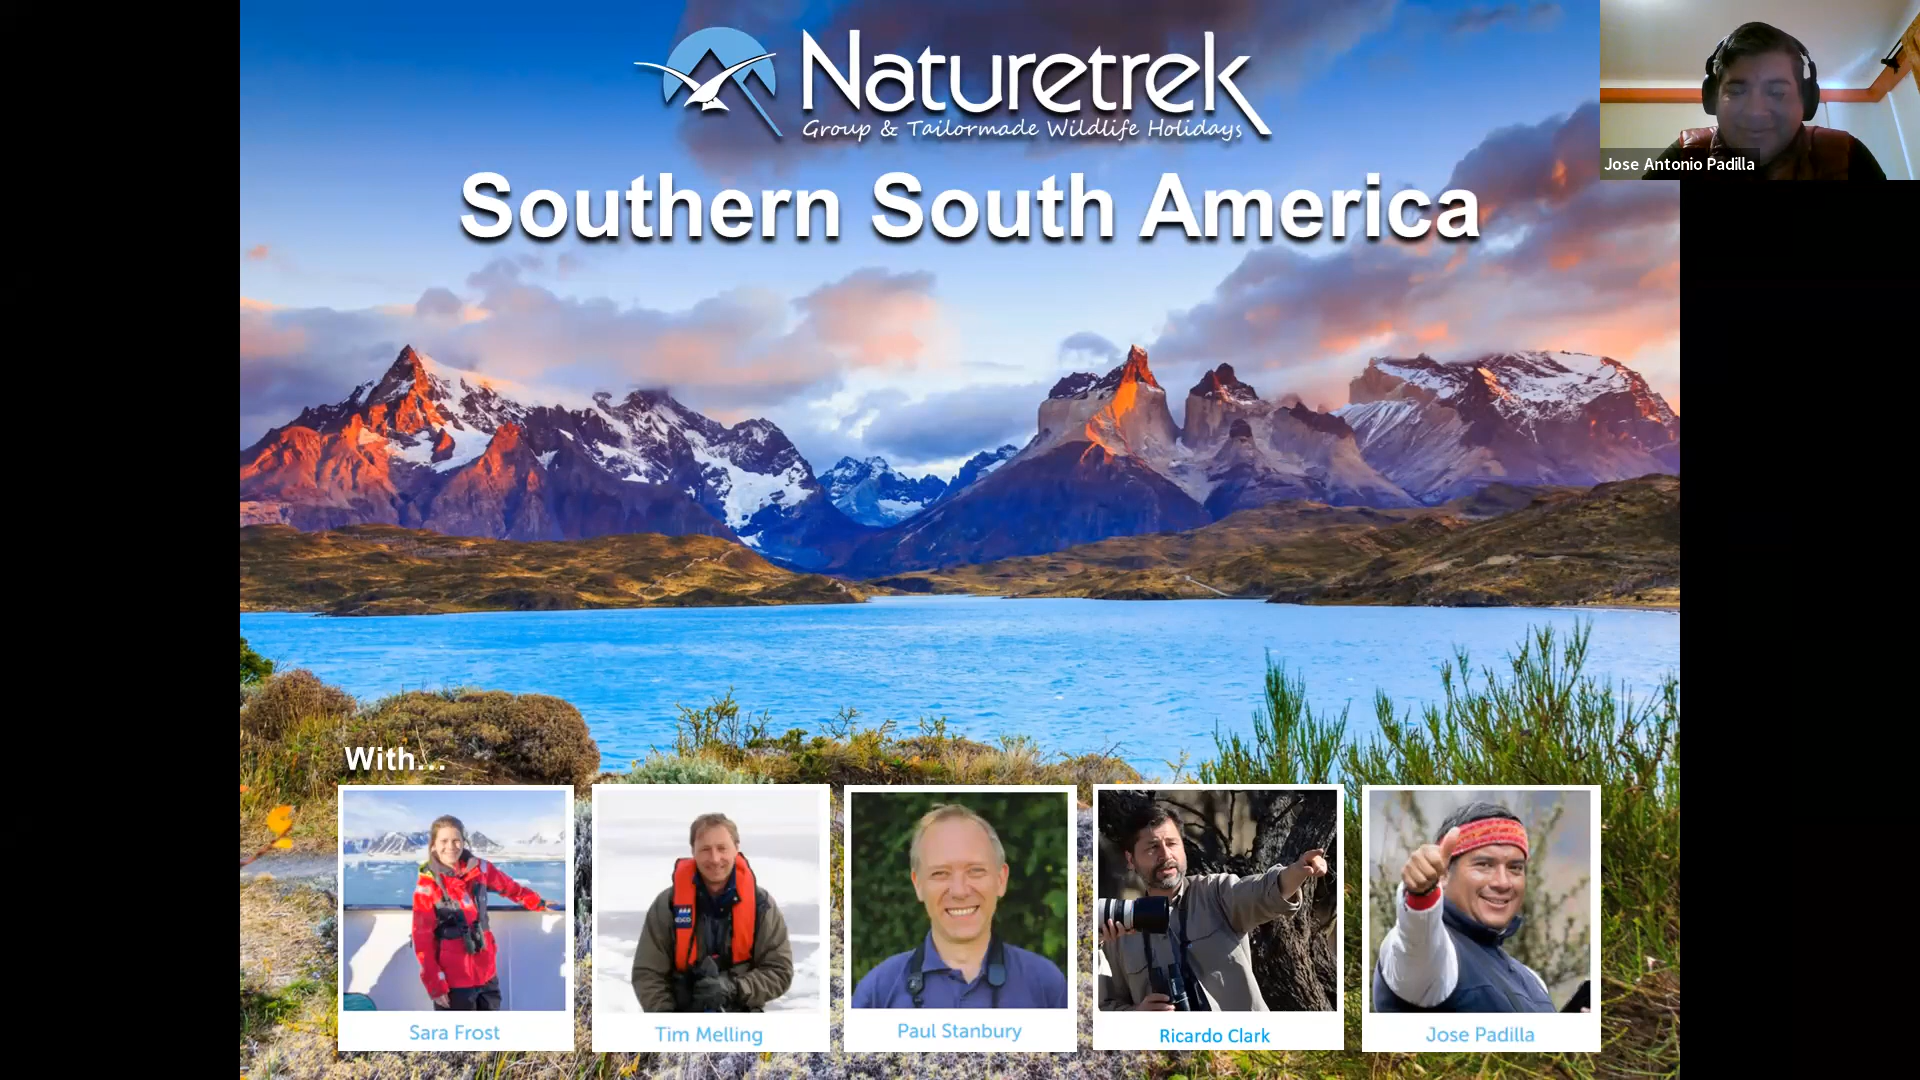 Naturetrek
Group & Tailormade Wildlife Holidays
Jose Antonio Padilla
Southern South America
With...
Sara Frost
Tim Melling
Paul Stanbury
Ricardo Clark
Jose Padilla